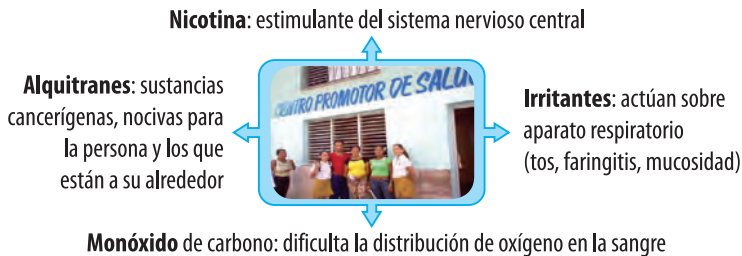 Nicotina: estimulante del sistema nervioso central
Alquitranes: sustancias
cancerígenas, nocivas para
la persona y los que
están a su alrededor
CENTRO PROMOTOR DE SALUD
Irritantes: actúan sobre
aparato respiratorio
(tos, faringitis, mucosidad)
Monóxido de carbono: dificulta la distribución de oxígeno en la sangre